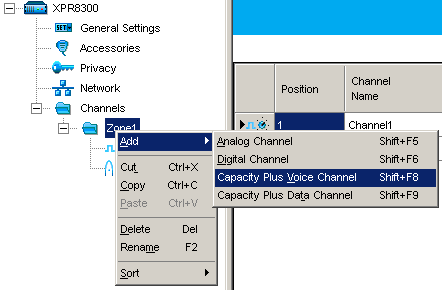 XPR8300
SET General Settings
Accessories
Privacy
Network
Channels
Zone1
Position Channel Name
1 Channel1
Add
Cut Ctrl+X
Copy Ctrl+C
Paste Ctrl+V
Delete Del
Rename F2
Sort
Analog Channel Shift+F5
Digital Channel Shift+F6
Capacity Plus Voice Channel Shift+F8
Capacity Plus Data Channel Shift+F9